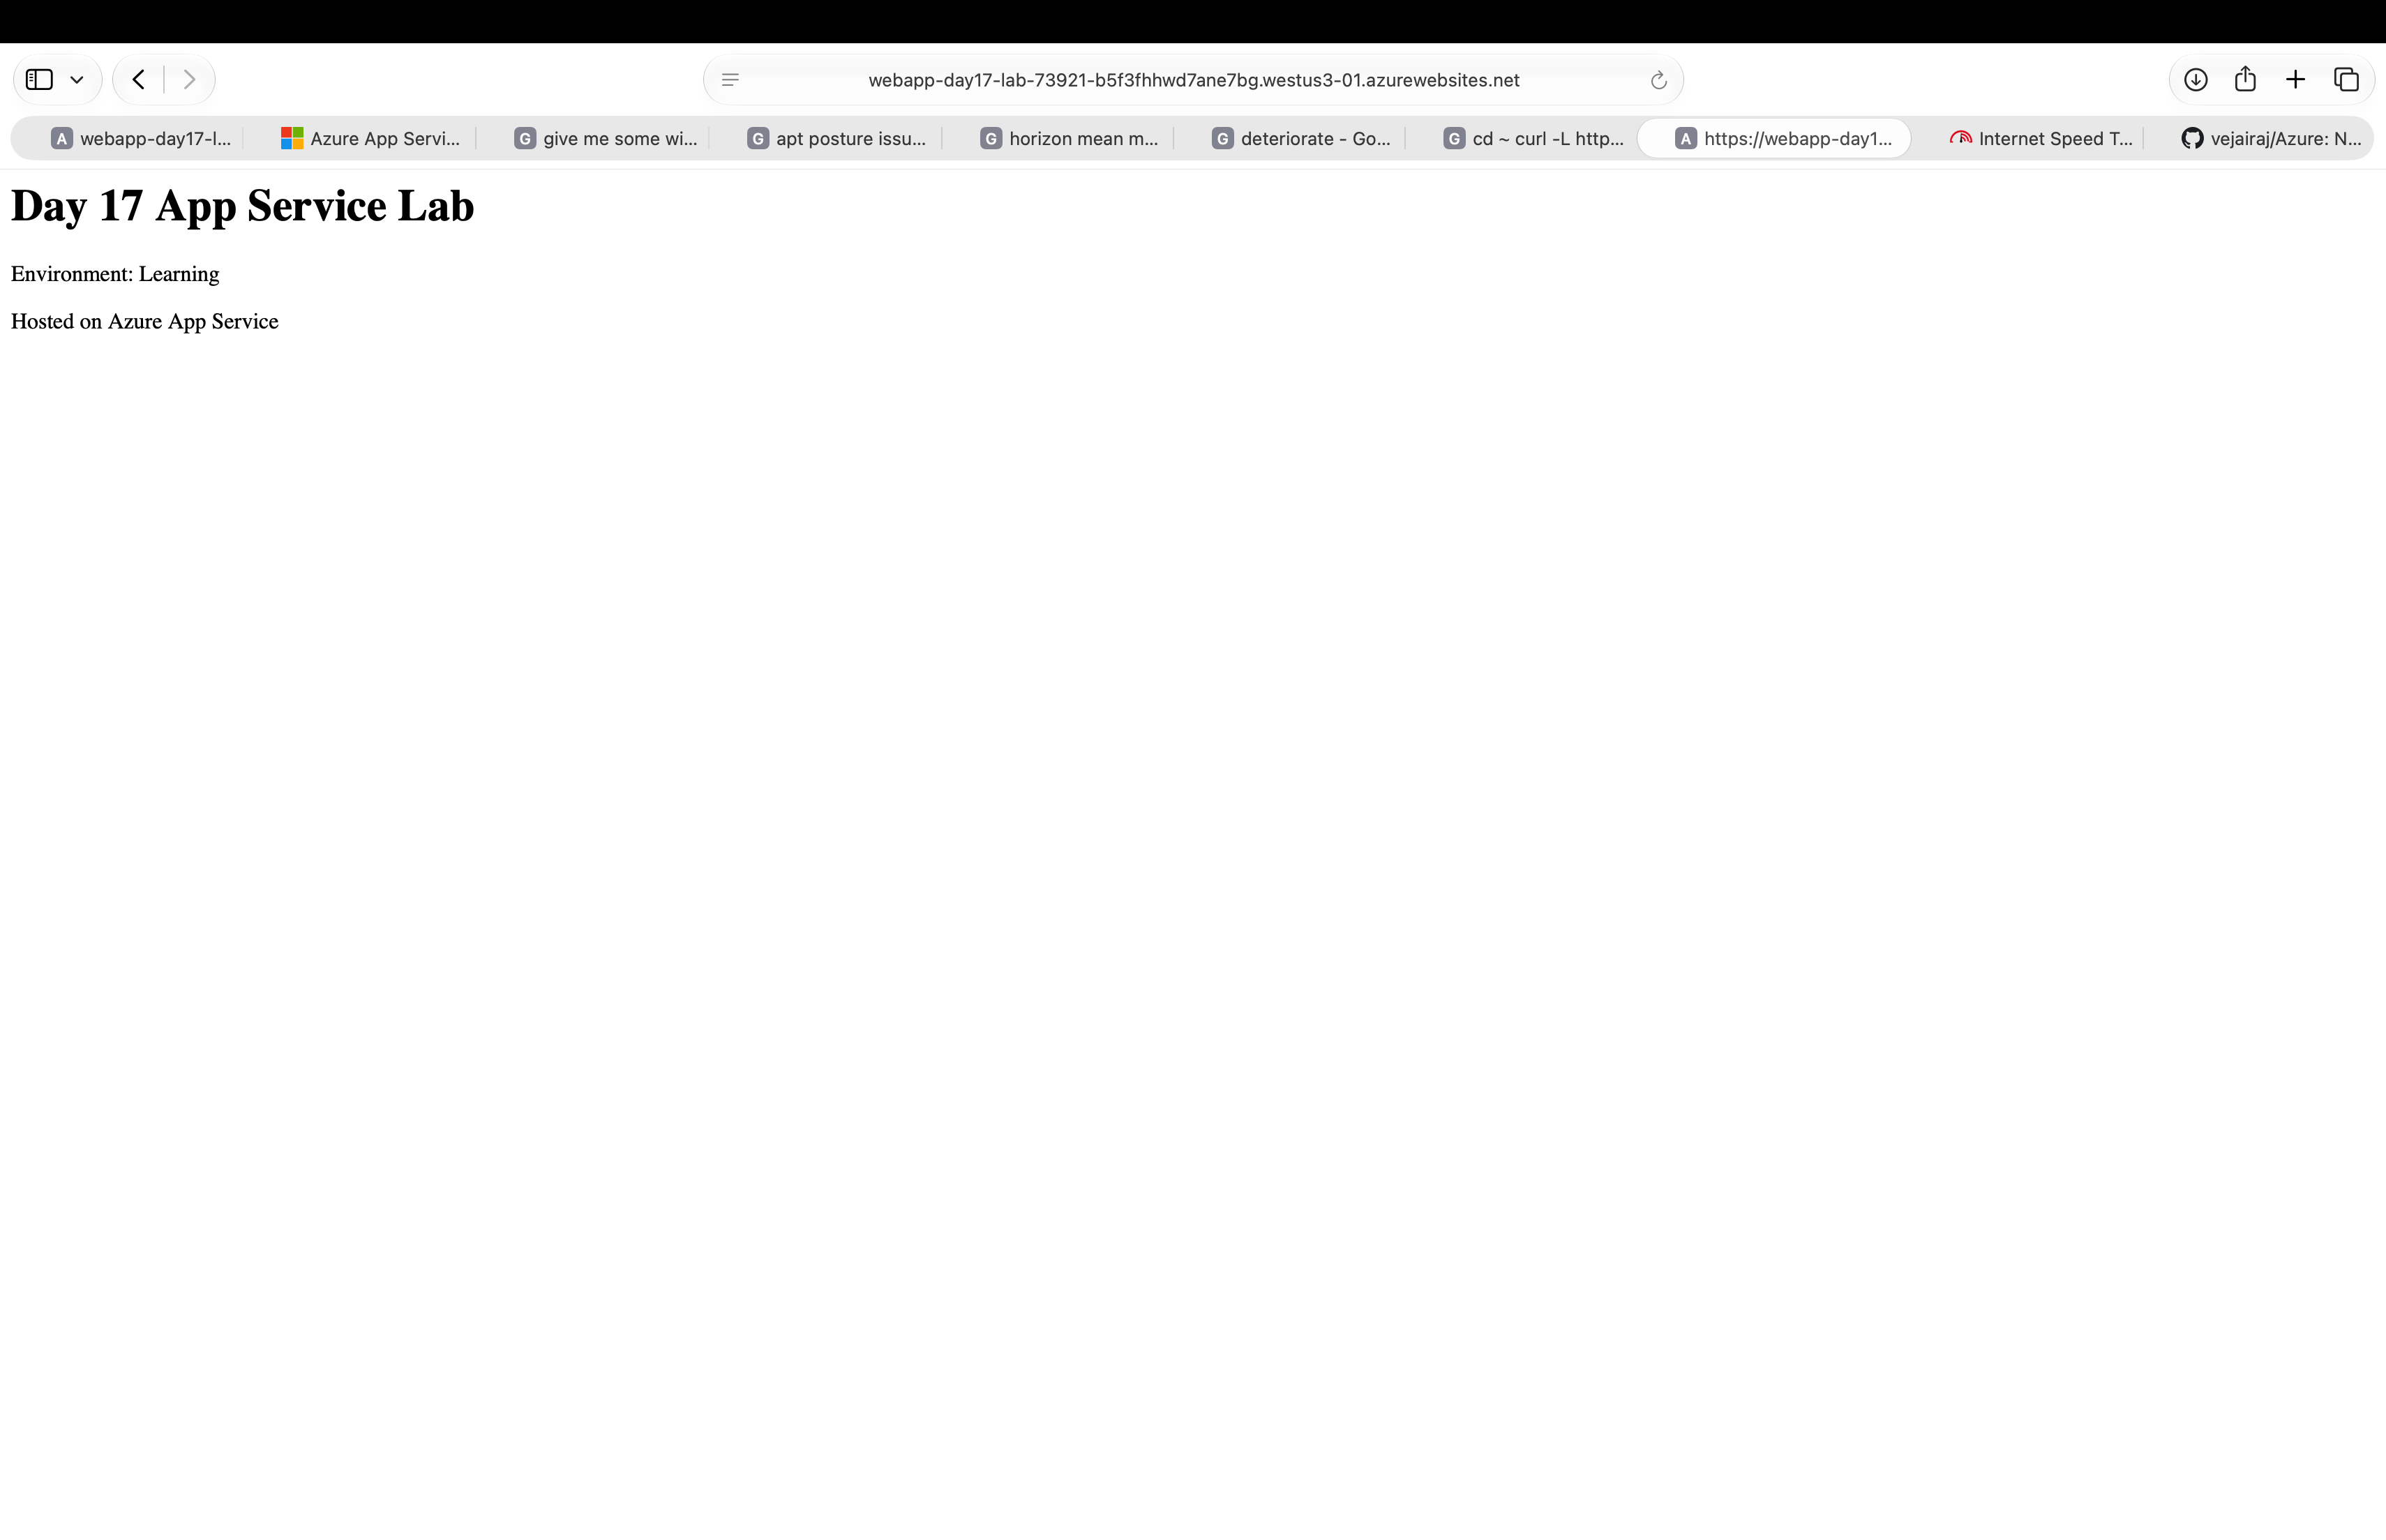 webapp-day17-lab-73921-b5f3fhhwd7ane7bg.westus3-01.azurewebsites.net
A webapp-day17-l... Azure App Servi... G give me some wi... G apt posture issu... G horizon mean m... G deteriorate - Go... G cd ~ curl -L http... A https://webapp-day1... Internet Speed T... vejairaj/Azure: N...
Day 17 App Service Lab
Environment: Learning
Hosted on Azure App Service